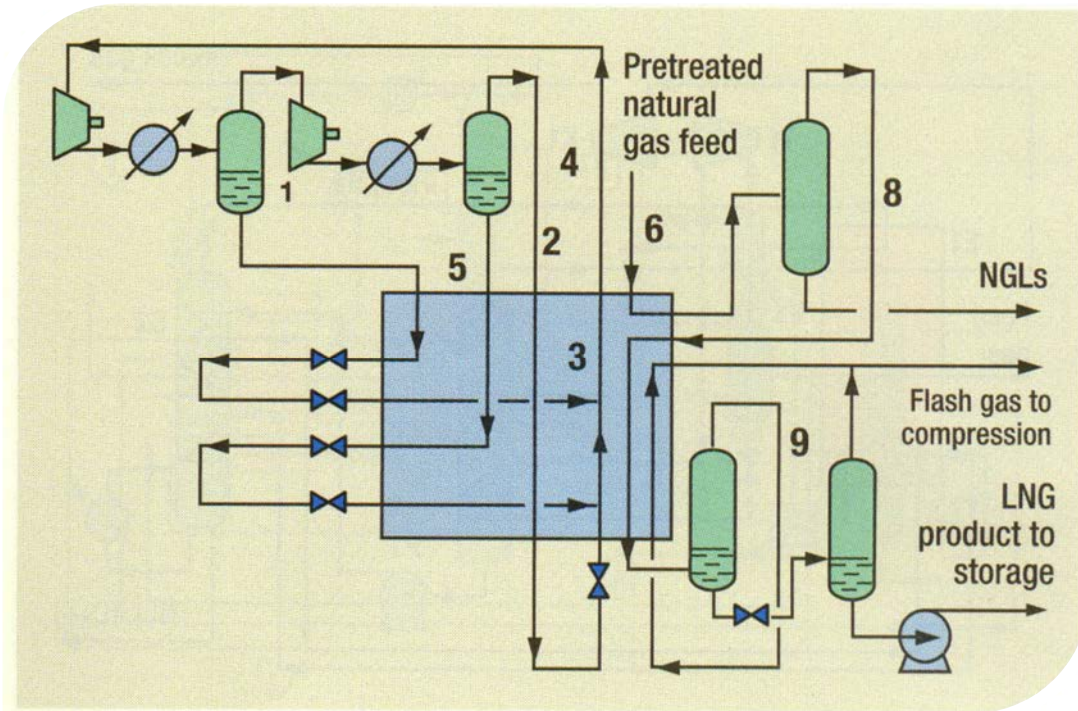 Pretreated
natural
gas feed
1
4
2
6
8
5
NGLs
3
Flash gas to
compression
9
LNG
product to
storage